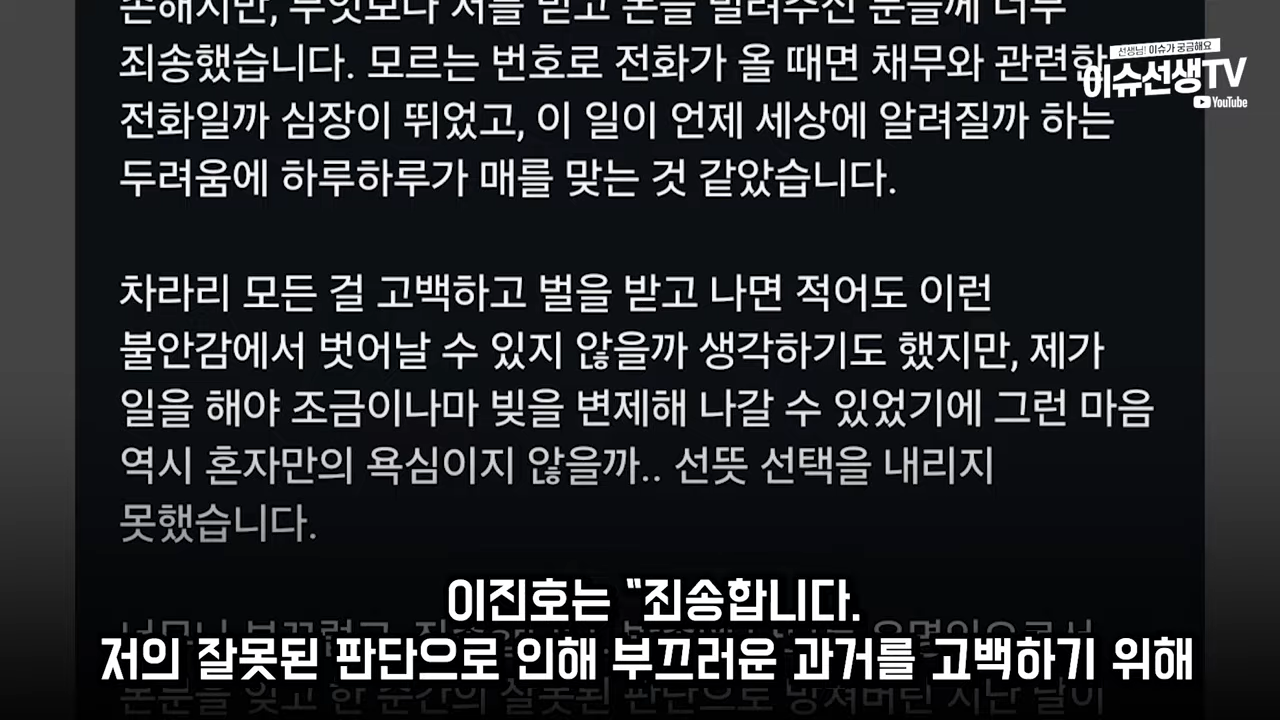 죄송했습니다. 모르는 번호로 전화가 올 때면 채무와 관련한
전화일까 심장이 뛰었고, 이 일이 언제 세상에 알려질까 하는
두려움에 하루하루가 매를 맞는 것 같았습니다.
차라리 모든 걸 고백하고 벌을 받고 나면 적어도 이런
불안감에서 벗어날 수 있지 않을까 생각하기도 했지만, 제가
일을 해야 조금이나마 빚을 변제해 나갈 수 있었기에 그런 마음
역시 혼자만의 욕심이지 않을까.. 선뜻 선택을 내리지
못했습니다.
선생님! 이슈가 궁금해요
이슈선생TV
YouTube
이진호는 “죄송합니다.
저의 잘못된 판단으로 인해 부끄러운 과거를 고백하기 위해